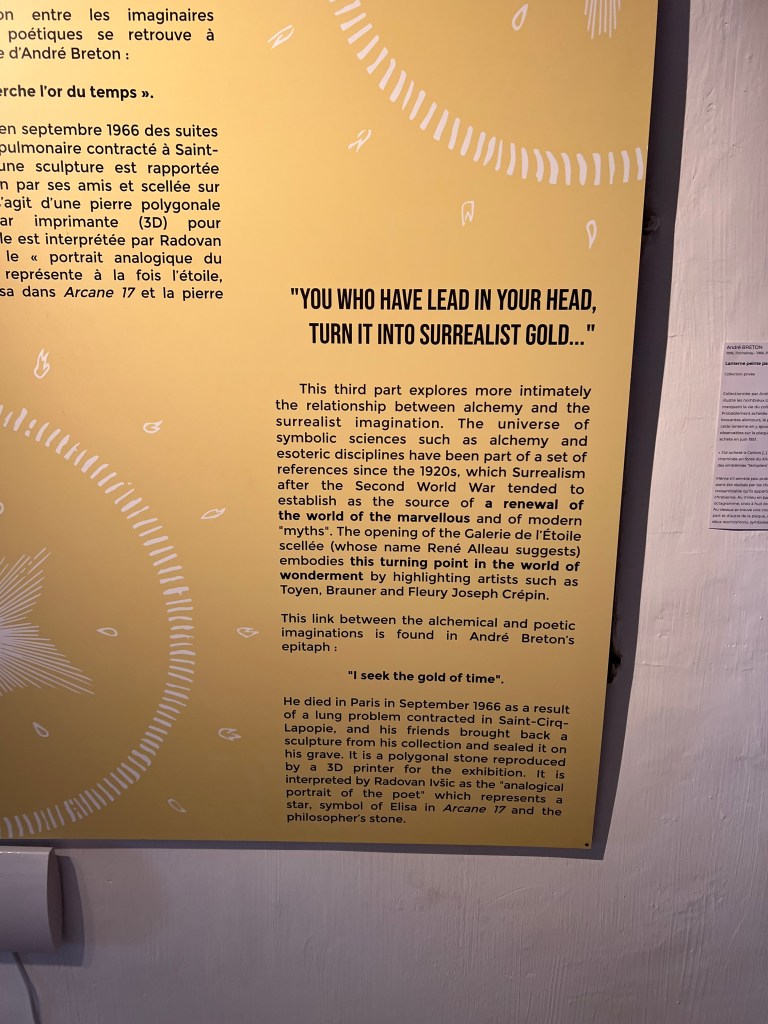 on entre les imaginaires
poétiques se retrouve à
d'André Breton :
l'or du temps ».
en septembre 1966 des suites
pulmonaire contracté à Saint-
une sculpture est rapportée
par ses amis et scellée sur
s'agit d'une pierre polygonale
imprimante (3D) pour
est interprétée par Radovan
le « portrait analogique du
représente à la fois l'étoile,
dans Arcane 17 et la pierre
"YOU WHO HAVE LEAD IN YOUR HEAD,
TURN IT INTO SURREALIST GOLD..."
This third part explores more intimately
the relationship between alchemy and the
surrealist imagination. The universe of
symbolic sciences such as alchemy and
esoteric disciplines have been part of a set of
references since the 1920s, which Surrealism
after the Second World War tended to
establish as the source of a renewal of
the world of the marvellous and of modern
"myths". The opening of the Galerie de l'Étoile
scellée (whose name René Alleau suggests)
embodies this turning point in the world of
wonderment by highlighting artists such as
Toyen, Brauner and Fleury Joseph Crépin.
This link between the alchemical and poetic
imaginations is found in André Breton's
epitaph :
"I seek the gold of time".
He died in Paris in September 1966 as a result
of a lung problem contracted in Saint-Cirq-
Lapopie, and his friends brought back a
sculpture from his collection and sealed it on
his grave. It is a polygonal stone reproduced
by a 3D printer for the exhibition. It is
interpreted by Radovan Ivšic as the "analogical
portrait of the poet" which represents a
star, symbol of Elisa in Arcane 17 and the
philosopher's stone.
André BRETON
Lanterne peinte
Collection privée